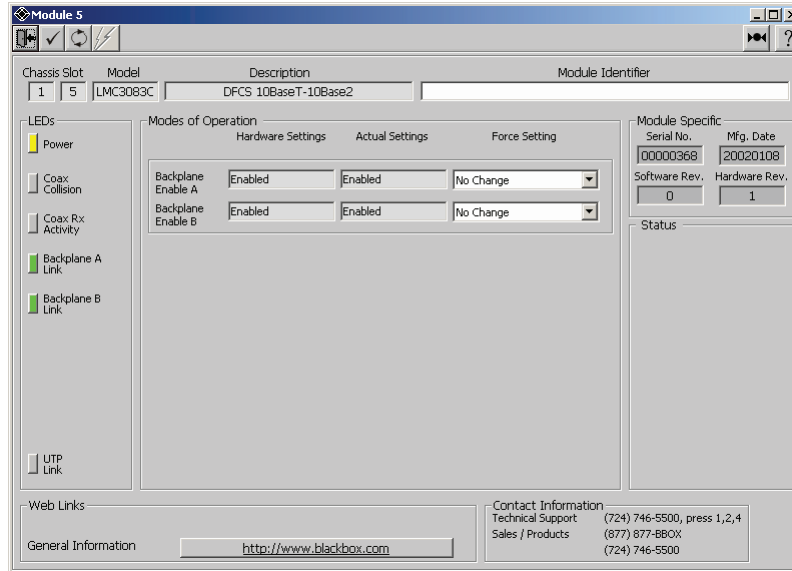 Module 5
?
Chassis Slot Model Description Module Identifier
1 5 LMC3083C DFCS 10BaseT-10Base2
LEDs
Power
Coax
Collision
Coax Rx
Activity
Backplane A
Link
Backplane B
Link
UTP
Link
Modes of Operation
Hardware Settings Actual Settings Force Setting
Backplane
Enable A
Enabled Enabled No Change
Backplane
Enable B
Enabled Enabled No Change
Module Specific
Serial No. Mfg. Date
00000368 20020108
Software Rev. Hardware Rev.
0 1
Status
Web Links
General Information http://www.blackbox.com
Contact Information
Technical Support (724) 746-5500, press 1,2,4
Sales / Products (877) 877-BBOX
(724) 746-5500